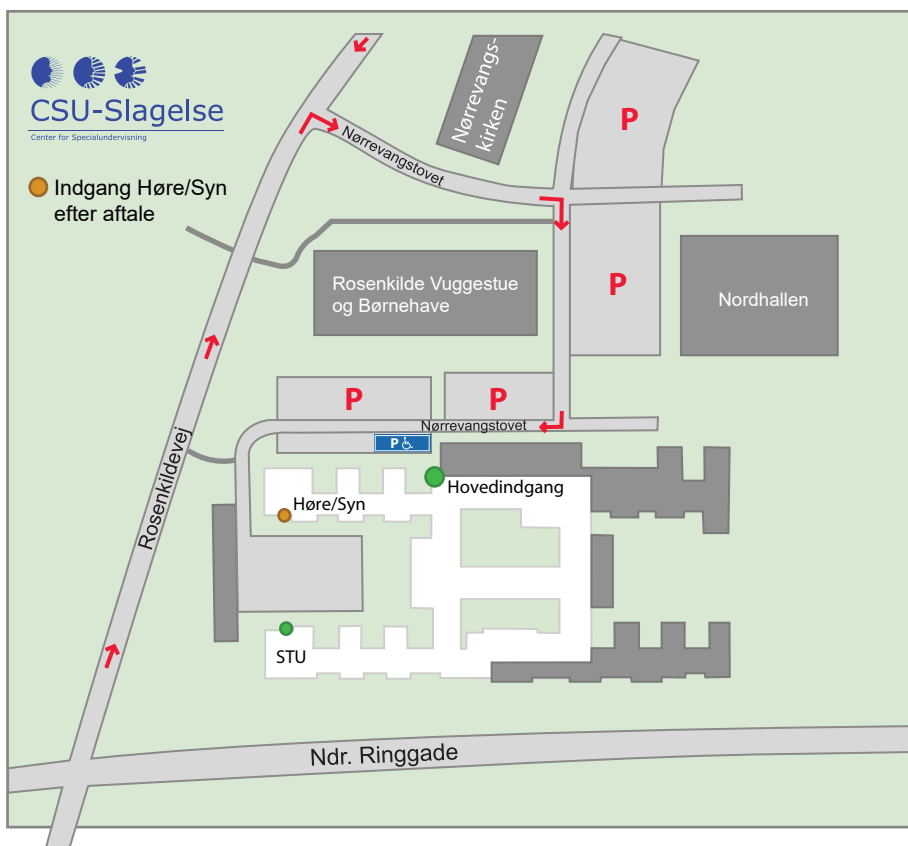 CSU-Slagelse
Center for Specialundervisning
Indgang Høre/Syn
efter aftale
Nørrevangs-
kirken
P
Nørrevangstovet
Rosenkilde Vuggestue
og Børnehave
P
Nordhallen
P
P
Nørrevangstovet
P
Rosenkildevej
Hovedindgang
Høre/Syn
STU
Ndr. Ringgade